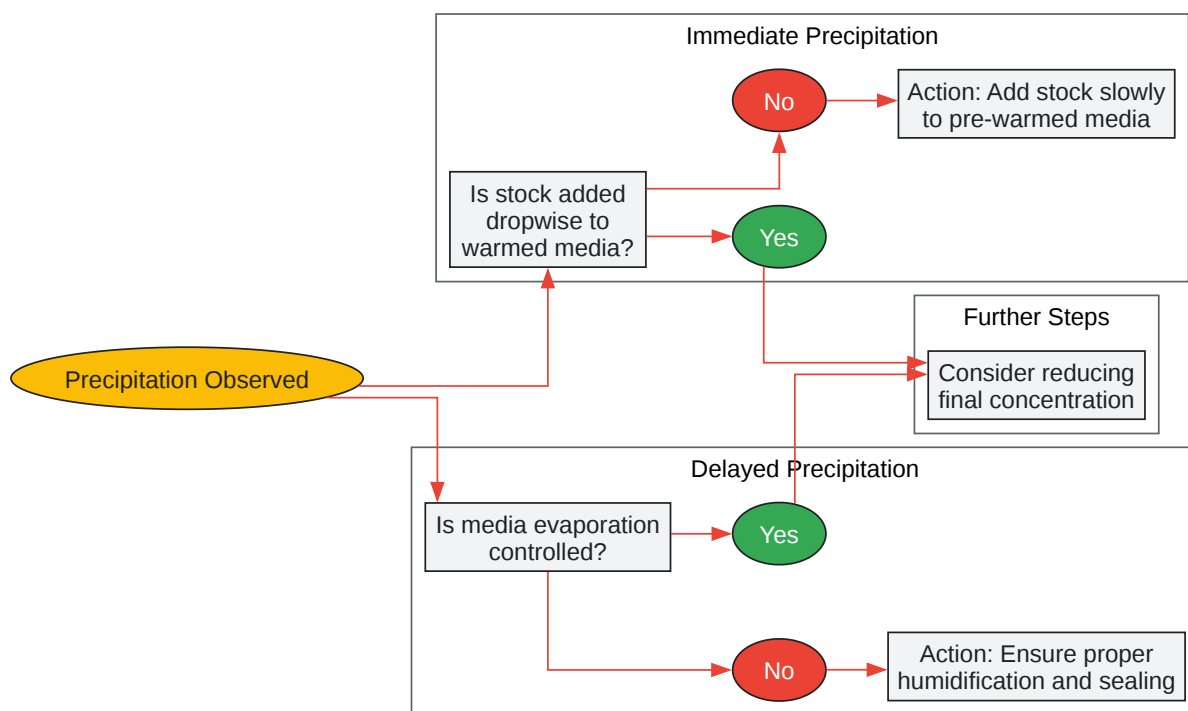 Immediate Precipitation
No
Action: Add stock slowly
to pre-warmed media
Is stock added
dropwise to
warmed media?
Yes
Further Steps
Precipitation Observed
Consider reducing
final concentration
Delayed Precipitation
Is media evaporation
controlled?
Yes
No
Action: Ensure proper
humidification and sealing